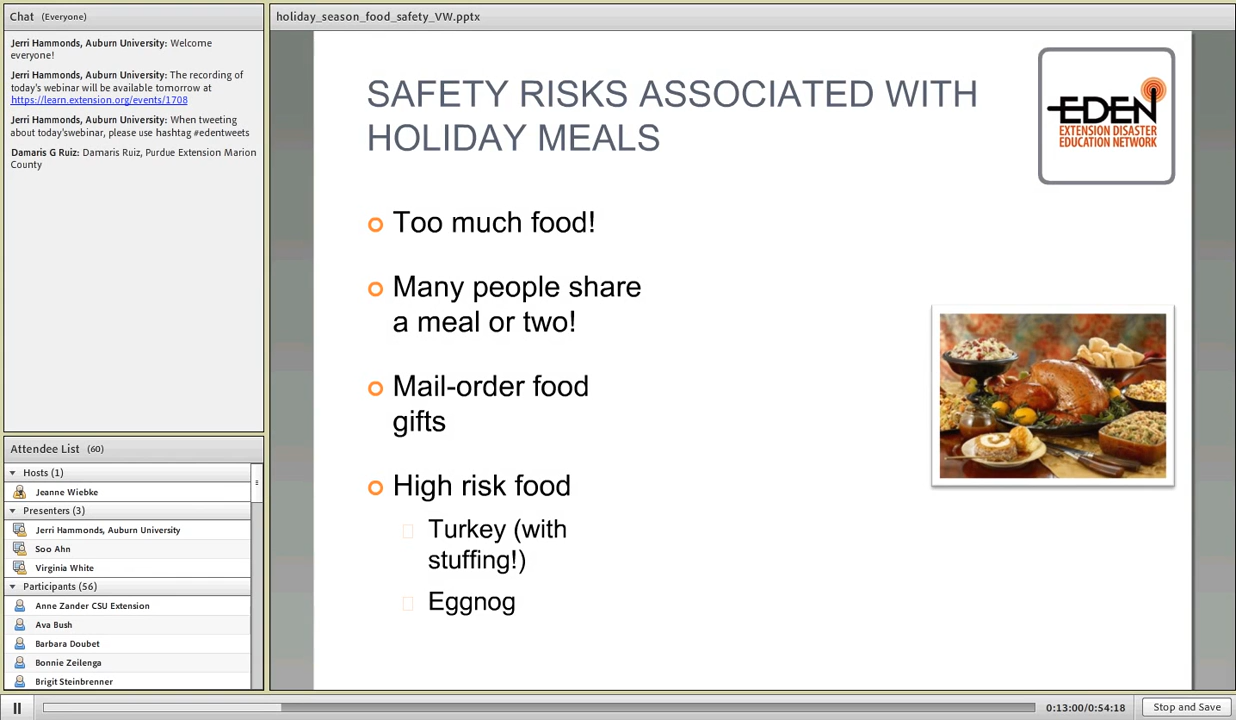 Chat (Everyone)
Jerri Hammonds, Auburn University: Welcome
everyone!
Jerri Hammonds, Auburn University: The recording of
today's webinar will be available tomorrow at
https://learn.extension.org/events/1708
Jerri Hammonds, Auburn University: When tweeting
about today'swebinar, please use hashtag #edentweets
Damaris G Ruiz: Damaris Ruiz, Purdue Extension Marion
County
Attendee List (60)
Hosts (1)
Jeanne Wiebke
Presenters (3)
Jerri Hammonds, Auburn University
Soo Ahn
Virginia White
Participants (56)
Anne Zander CSU Extension
Ava Bush
Barbara Doubet
Bonnie Zeilenga
Brigit Steinbrenner
holiday_season_food_safety_VW.pptx
SAFETY RISKS ASSOCIATED WITH
HOLIDAY MEALS
EDEN
EXTENSION DISASTER
EDUCATION NETWORK
Too much food!
Many people share
a meal or two!
Mail-order food
gifts
High risk food
Turkey (with
stuffing!)
Eggnog
0:13:00/0:54:18
Stop and Save